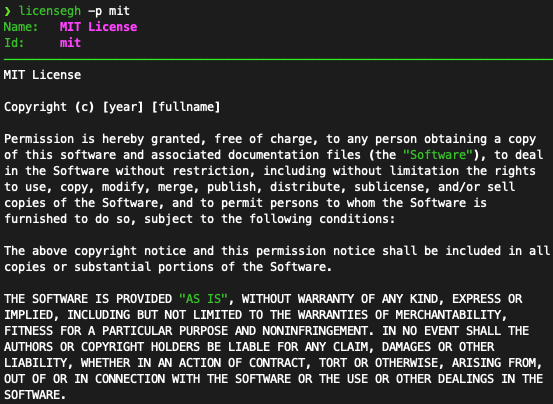 ❯ licensegh -p mit
Name:   MIT License
Id:     mit
MIT License
Copyright (c) [year] [fullname]
Permission is hereby granted, free of charge, to any person obtaining a copy
of this software and associated documentation files (the "Software"), to deal
in the Software without restriction, including without limitation the rights
to use, copy, modify, merge, publish, distribute, sublicense, and/or sell
copies of the Software, and to permit persons to whom the Software is
furnished to do so, subject to the following conditions:
The above copyright notice and this permission notice shall be included in all
copies or substantial portions of the Software.
THE SOFTWARE IS PROVIDED "AS IS", WITHOUT WARRANTY OF ANY KIND, EXPRESS OR
IMPLIED, INCLUDING BUT NOT LIMITED TO THE WARRANTIES OF MERCHANTABILITY,
FITNESS FOR A PARTICULAR PURPOSE AND NONINFRINGEMENT. IN NO EVENT SHALL THE
AUTHORS OR COPYRIGHT HOLDERS BE LIABLE FOR ANY CLAIM, DAMAGES OR OTHER
LIABILITY, WHETHER IN AN ACTION OF CONTRACT, TORT OR OTHERWISE, ARISING FROM,
OUT OF OR IN CONNECTION WITH THE SOFTWARE OR THE USE OR OTHER DEALINGS IN THE
SOFTWARE.